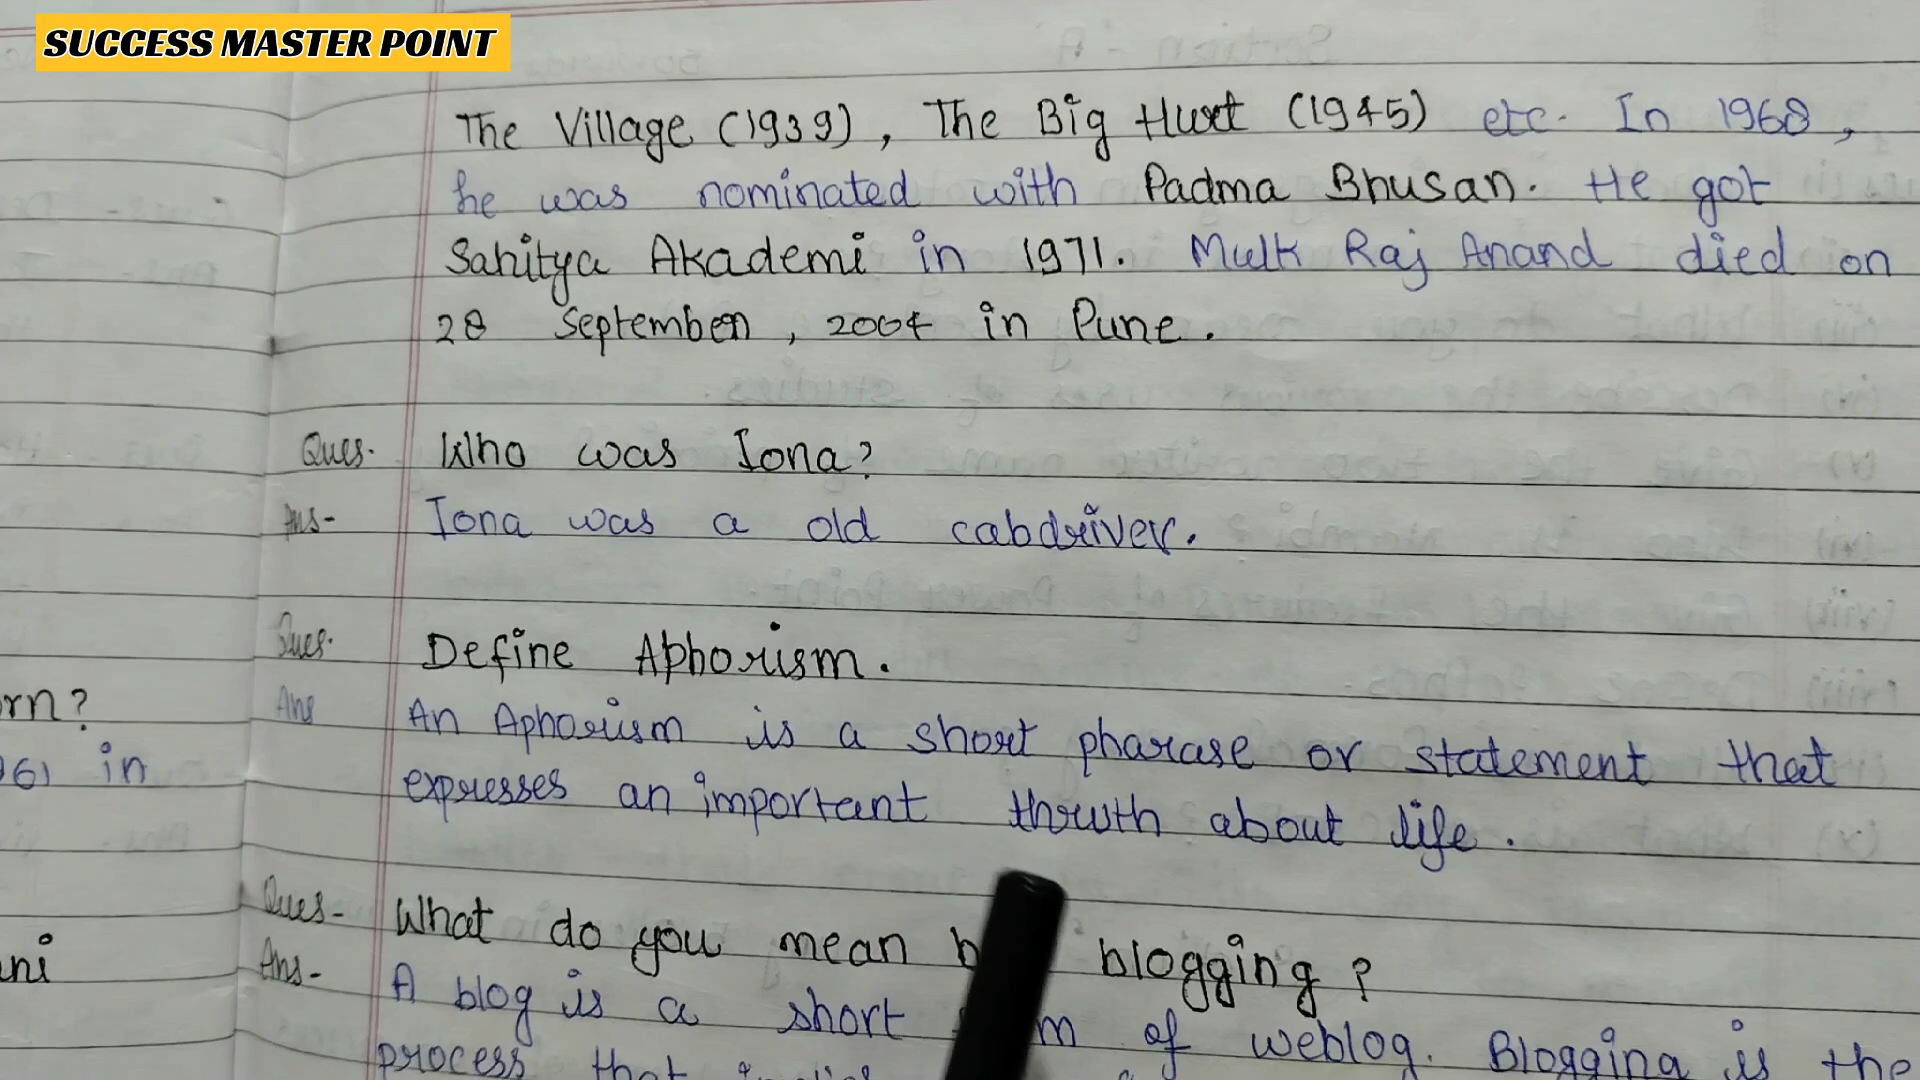 SUCCESS MASTER POINT
The Village (1939), The Big Hurt (1945) etc. In 1968,
he was nominated with Padma Bhusan. He got
Sahitya Akademi in 1971. Mulk Raj Anand died on
28 September, 2004 in Pune.
Ques. Who was Iona?
Ans- Iona was a old cabdriver.
Ques. Define Aphorism.
Ans An Aphorism is a short pharase or statement that
expresses an important thruth about life.
Ques- What do you mean blogging?
Ans- A blog is a short of weblog. Blogging is the
process that
rn?
in